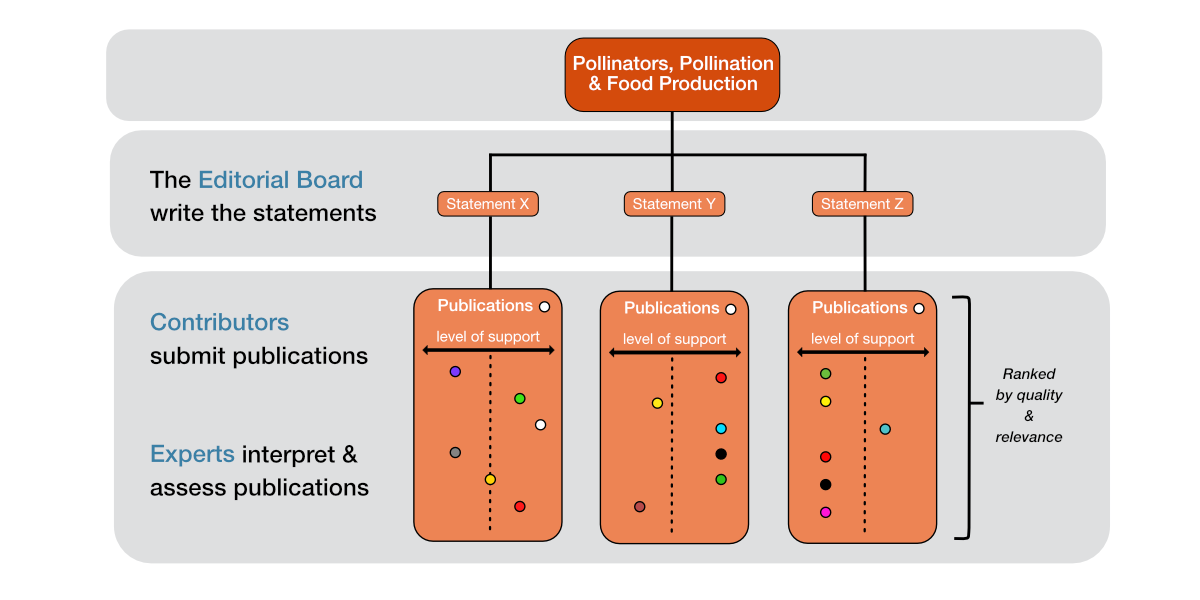 Pollinators, Pollination
& Food Production
The Editorial Board
write the statements
Statement X
Statement Y
Statement Z
Contributors
submit publications
Experts interpret &
assess publications
Publications
level of support
Publications
level of support
Publications
level of support
Ranked
by quality
&
relevance